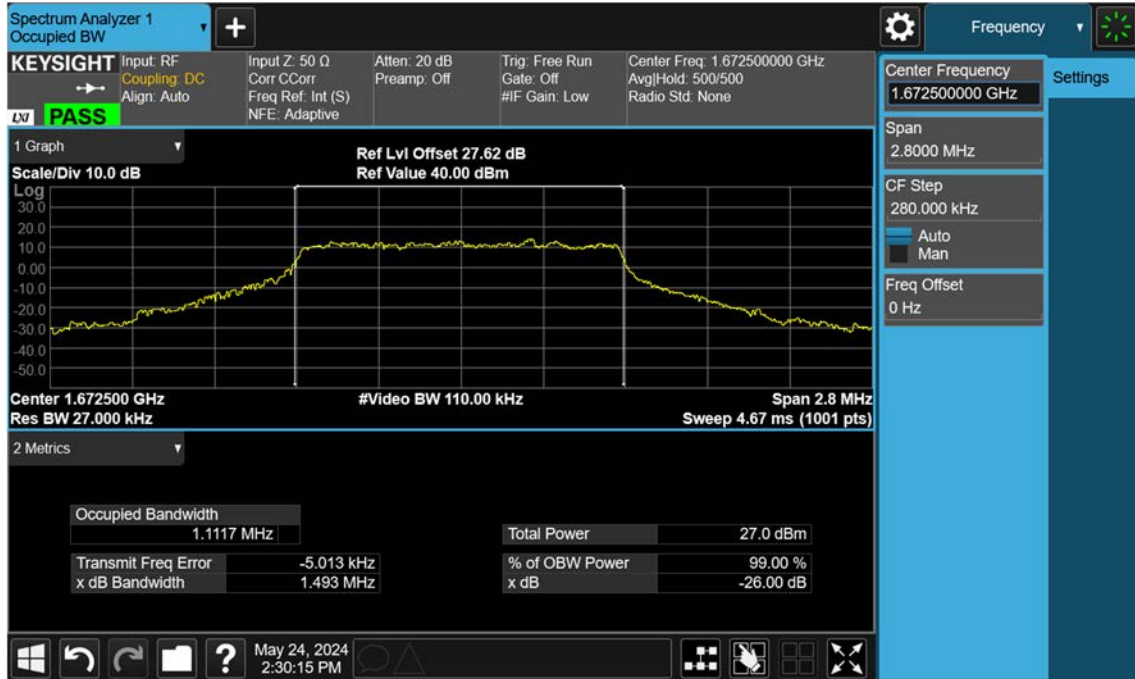 Spectrum Analyzer 1
Occupied BW
+
Frequency
KEYSIGHT
Input: RF
Coupling: DC
Align: Auto
LXI PASS
Input Z: 50 Ω
Corr CCorr
Freq Ref: Int (S)
NFE: Adaptive
Atten: 20 dB
Preamp: Off
Trig: Free Run
Gate: Off
#IF Gain: Low
Center Freq: 1.672500000 GHz
Avg|Hold: 500/500
Radio Std: None
Center Frequency
1.672500000 GHz
Settings
Span
2.8000 MHz
CF Step
280.000 kHz
Auto
Man
Freq Offset
0 Hz
1 Graph
Scale/Div 10.0 dB
Ref Lvl Offset 27.62 dB
Ref Value 40.00 dBm
Log
30.0
20.0
10.0
0.00
-10.0
-20.0
-30.0
-40.0
-50.0
Center 1.672500 GHz
#Video BW 110.00 kHz
Span 2.8 MHz
Res BW 27.000 kHz
Sweep 4.67 ms (1001 pts)
2 Metrics
Occupied Bandwidth
1.1117 MHz
Total Power 27.0 dBm
Transmit Freq Error -5.013 kHz
% of OBW Power 99.00 %
x dB Bandwidth 1.493 MHz
x dB -26.00 dB
?
May 24, 2024
2:30:15 PM